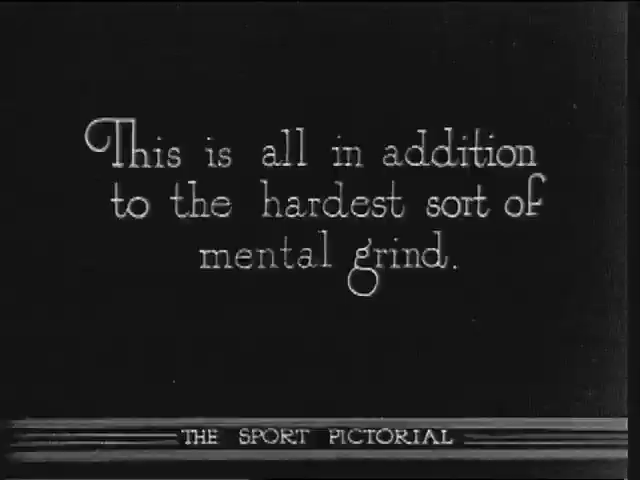 This is all in addition
to the hardest sort of
mental grind.
THE SPORT PICTORIAL